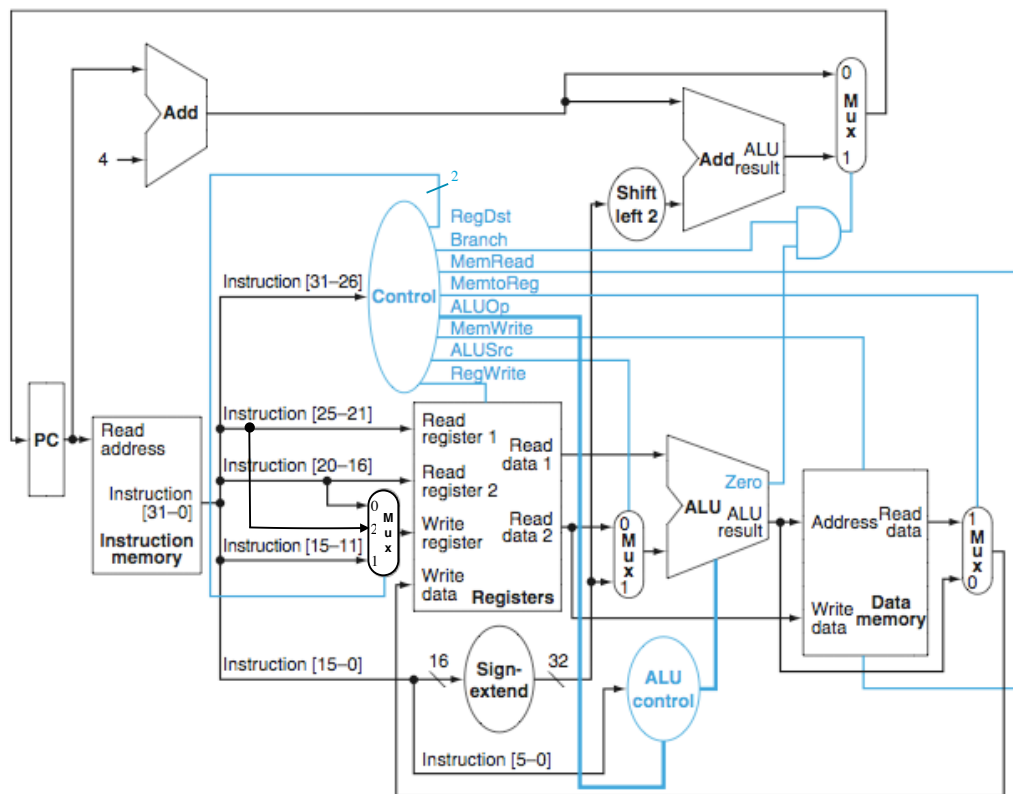 0
M
u
x
1
Add
4
Add
ALU
result
Shift
left 2
2
RegDst
Branch
MemRead
MemtoReg
ALUOp
MemWrite
ALUSrc
RegWrite
Control
Instruction [31–26]
Instruction [25–21]
Instruction [20–16]
Instruction [15–11]
Instruction [15–0]
Instruction [5–0]
PC
Read
address
Instruction
[31–0]
Instruction
memory
0
2
1
M
u
x
Read
register 1
Read
register 2
Write
register
Write
data
Read
data 1
Read
data 2
Registers
0
M
u
x
1
Zero
ALU
ALU
result
Address
Read
data
Write
data
Data
memory
1
M
u
x
0
16
Sign-
extend
32
ALU
control